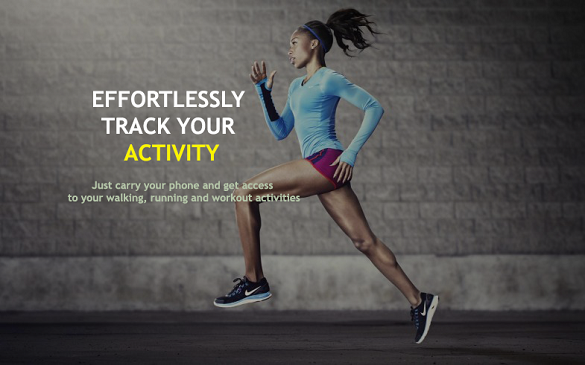 EFFORTLESSLY
TRACK YOUR
ACTIVITY
Just carry your phone and get access
to your walking, running and workout activities